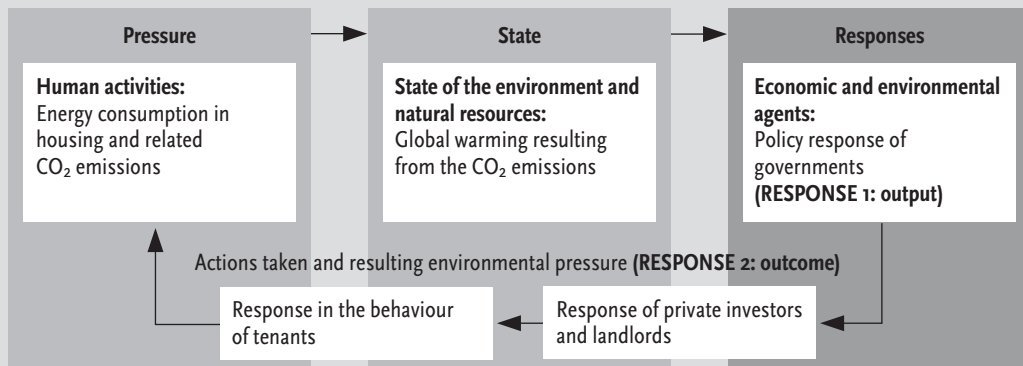 Pressure
State
Responses
Human activities:
Energy consumption in
housing and related
CO₂ emissions
State of the environment and
natural resources:
Global warming resulting
from the CO₂ emissions
Economic and environmental
agents:
Policy response of
governments
(RESPONSE 1: output)
Actions taken and resulting environmental pressure (RESPONSE 2: outcome)
Response in the behaviour
of tenants
Response of private investors
and landlords